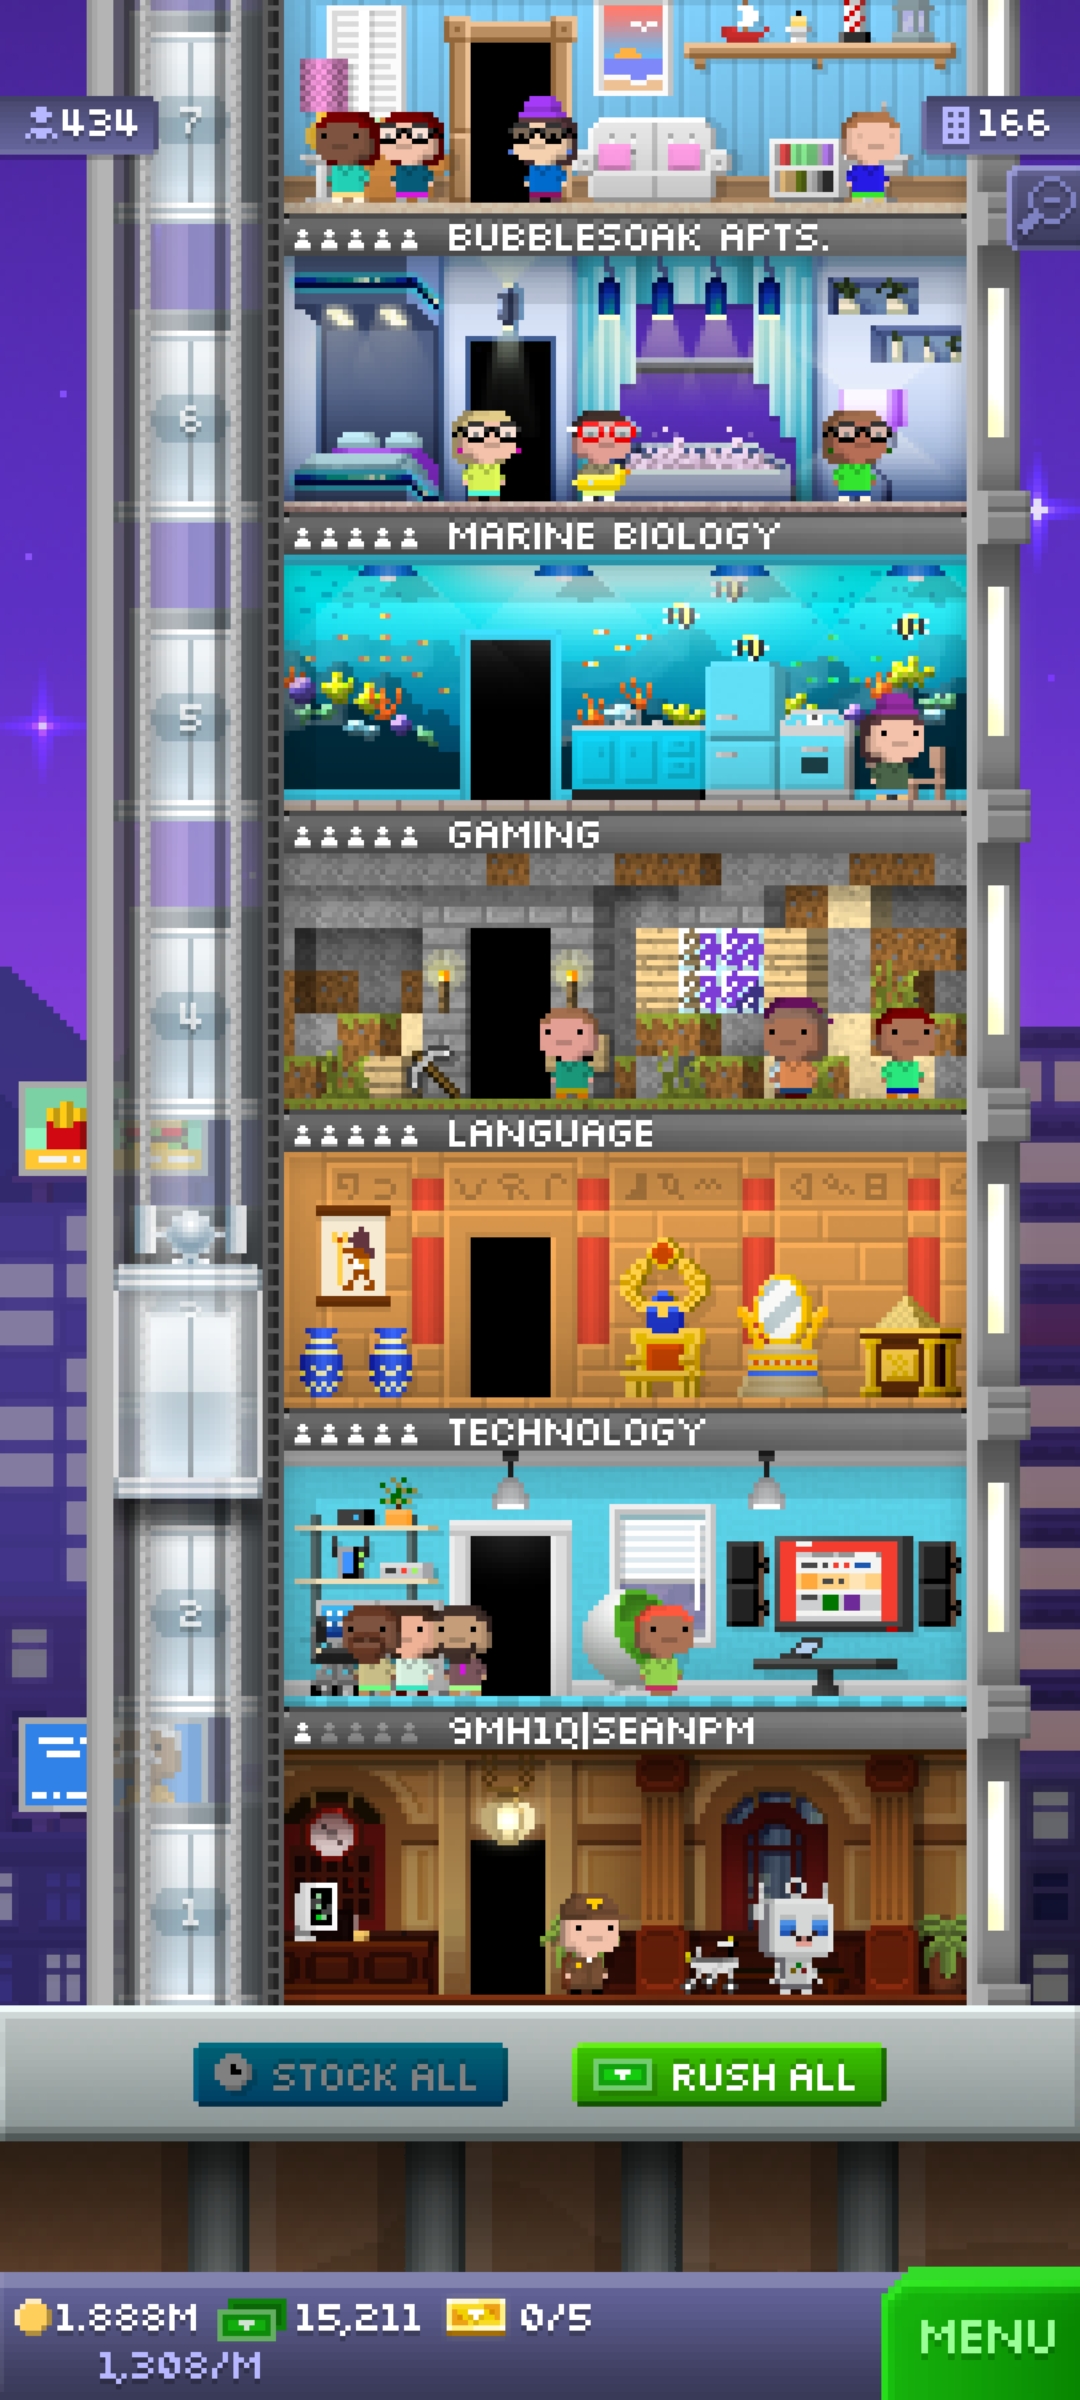 7
434
166
BUBBLESOAK APTS.
6
MARINE BIOLOGY
5
GAMING
4
LANGUAGE
TECHNOLOGY
2
9MH1Q|SEANPM
1
STOCK ALL
RUSH ALL
1.888M
15,211
0/5
1,308/M
MENU